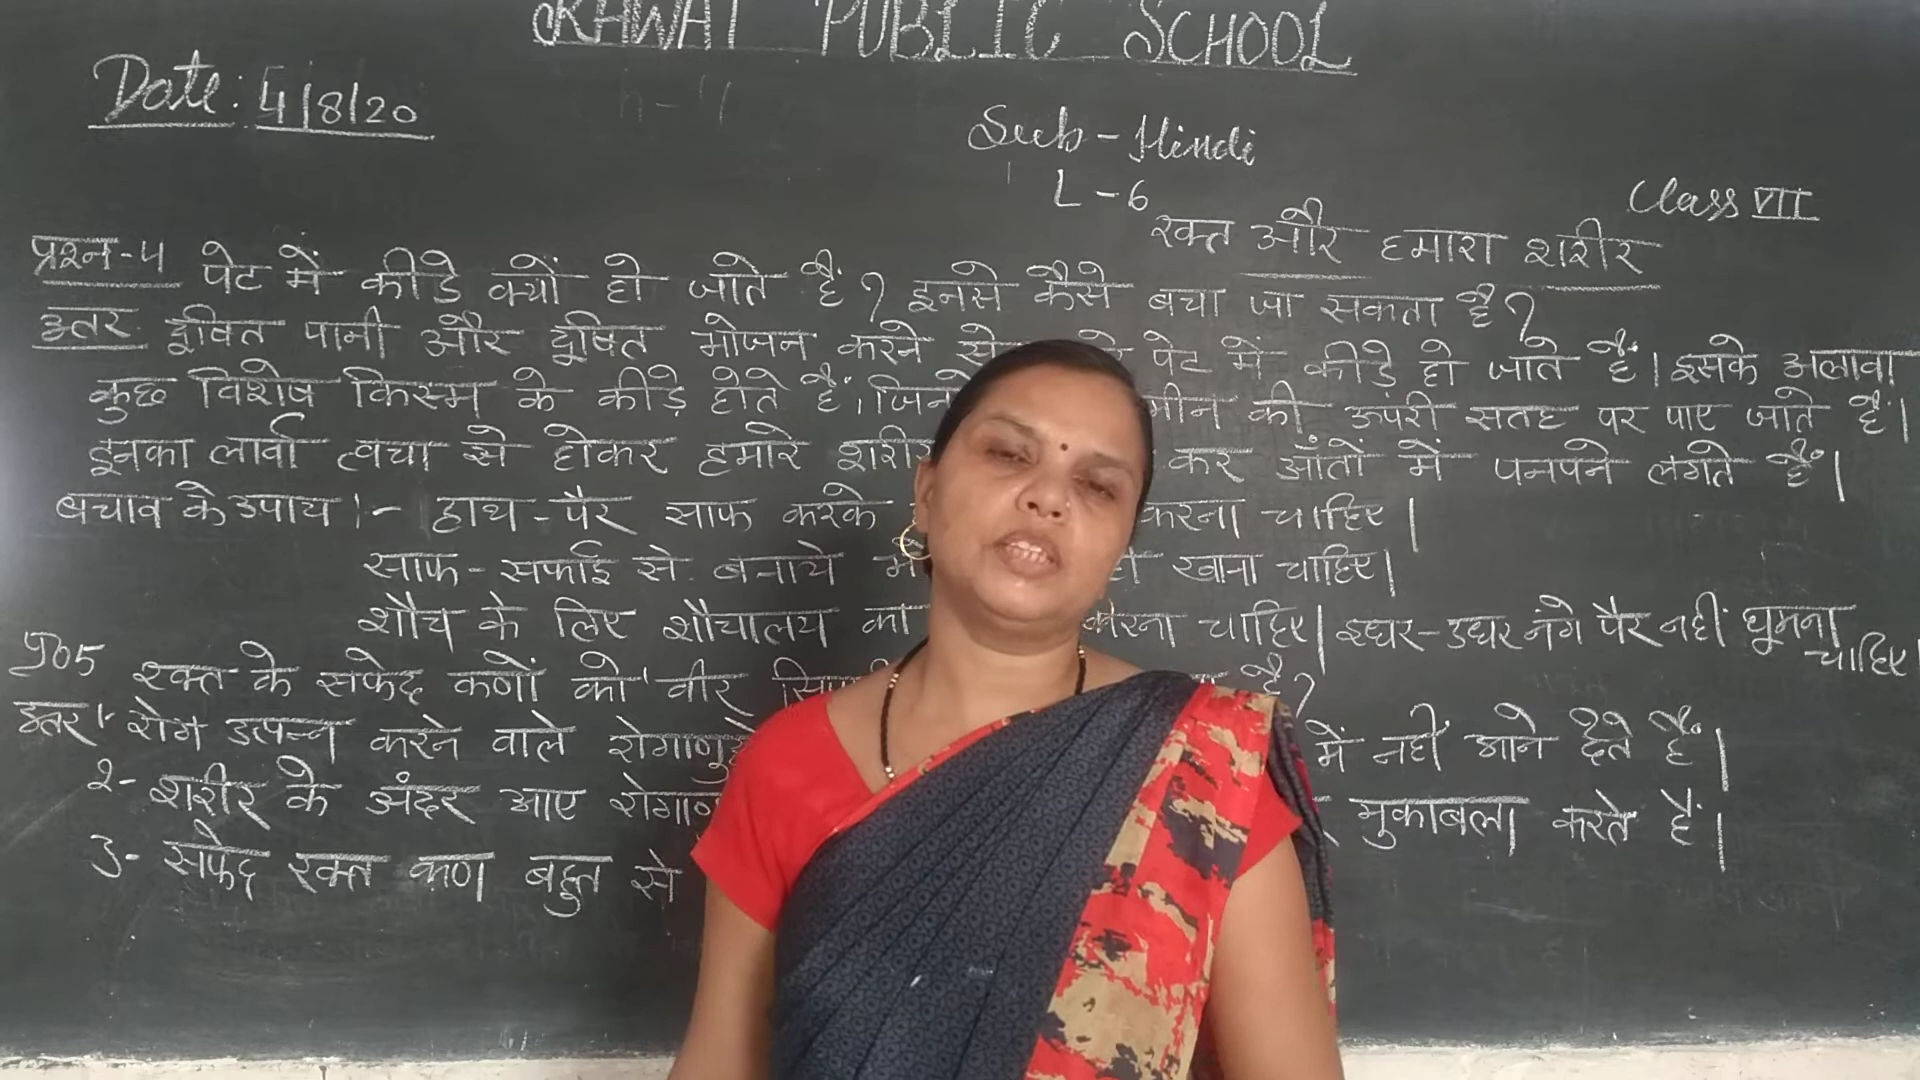 RAWAT PUBLIC SCHOOL
Date: 4/8/20
Sub - Hindi
L - 6
Class VII
रक्त और हमारा शरीर
प्रश्न-4 पेट में कीडे क्यों हो जाते हैं? इनसे कैसे बचा जा सकता है?
उत्तर- दूषित पानी और दूषित भोजन करने से पेट में कीडे़ हो जाते हैं। इसके अलावा
कुछ विशेष किस्म के कीड़े होते हैं। की ऊपरी सतह पर पाए जाते हैं।
इनका लार्वा त्वचा से होकर हमारे कर आँतों में पनपने लगते हैं।
बचाव के उपाय :- हाथ-पैर साफ करके करना चाहिए।
साफ-सफाई से बनाये खाना चाहिए।
शौच के लिए शौचालय का करना चाहिए। इधर-उधर नंगे पैर नहीं घूमना
चाहिए।
प्र05 रक्त के सफेद कणों को 'वीर है?
उत्तर:- रोग उत्पन्न करने वाले में नहीं आने देते हैं।
2- शरीर के अंदर आए मुकाबला करते हैं।
3- सफेद रक्त कण बहुत से